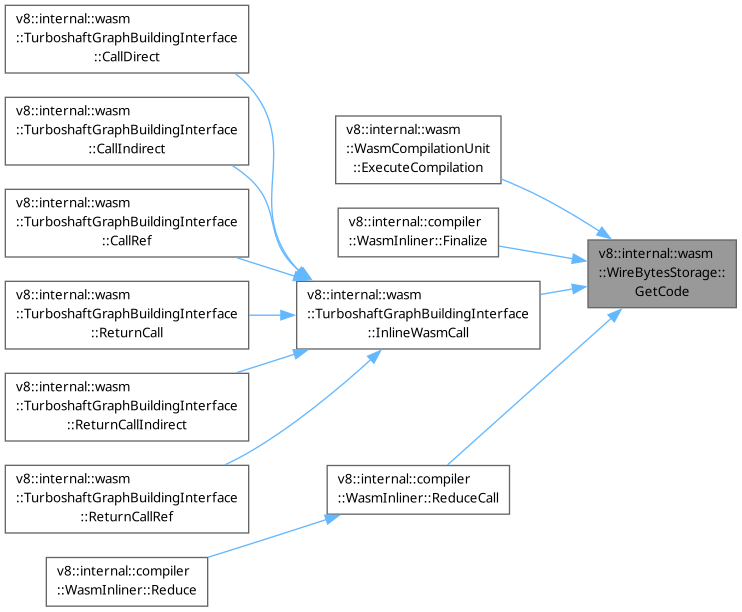 v8::internal::wasm
::TurboshaftGraphBuildingInterface
::CallDirect
v8::internal::wasm
::TurboshaftGraphBuildingInterface
::CallIndirect
v8::internal::wasm
::TurboshaftGraphBuildingInterface
::CallRef
v8::internal::wasm
::TurboshaftGraphBuildingInterface
::ReturnCall
v8::internal::wasm
::TurboshaftGraphBuildingInterface
::ReturnCallIndirect
v8::internal::wasm
::TurboshaftGraphBuildingInterface
::ReturnCallRef
v8::internal::compiler
::WasmInliner::Reduce
v8::internal::wasm
::WasmCompilationUnit
::ExecuteCompilation
v8::internal::compiler
::WasmInliner::Finalize
v8::internal::wasm
::TurboshaftGraphBuildingInterface
::InlineWasmCall
v8::internal::compiler
::WasmInliner::ReduceCall
v8::internal::wasm
::WireBytesStorage::
GetCode